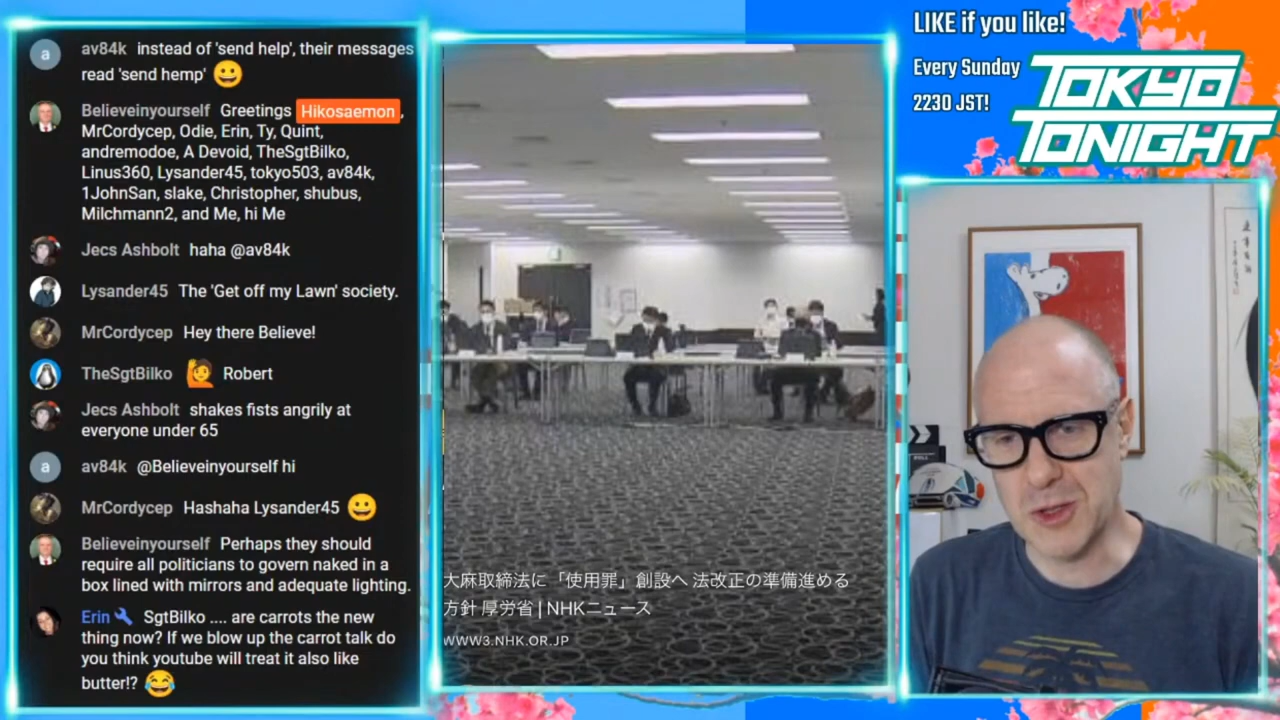 av84k instead of 'send help', their messages
read 'send hemp' 😀
Believeinyourself Greetings Hikosaemon,
MrCordycep, Odie, Erin, Ty, Quint,
andremodoe, A Devoid, TheSgtBilko,
Linus360, Lysander45, tokyo503, av84k,
1JohnSan, slake, Christopher, shubus,
Milchmann2, and Me, hi Me
Jecs Ashbolt haha @av84k
Lysander45 The 'Get off my Lawn' society.
MrCordycep Hey there Believe!
TheSgtBilko 🙋 Robert
Jecs Ashbolt shakes fists angrily at
everyone under 65
a av84k @Believeinyourself hi
MrCordycep Hashaha Lysander45 😀
Believeinyourself Perhaps they should
require all politicians to govern naked in a
box lined with mirrors and adequate lighting.
Erin🔧 SgtBilko .... are carrots the new
thing now? If we blow up the carrot talk do
you think youtube will treat it also like
butter!? 😂
大麻取締法に「使用罪」創設へ 法改正の準備進める
方針 厚労省 | NHKニュース
WWW3.NHK.OR.JP
LIKE if you like!
Every Sunday
2230 JST!
TOKYO
TONIGHT